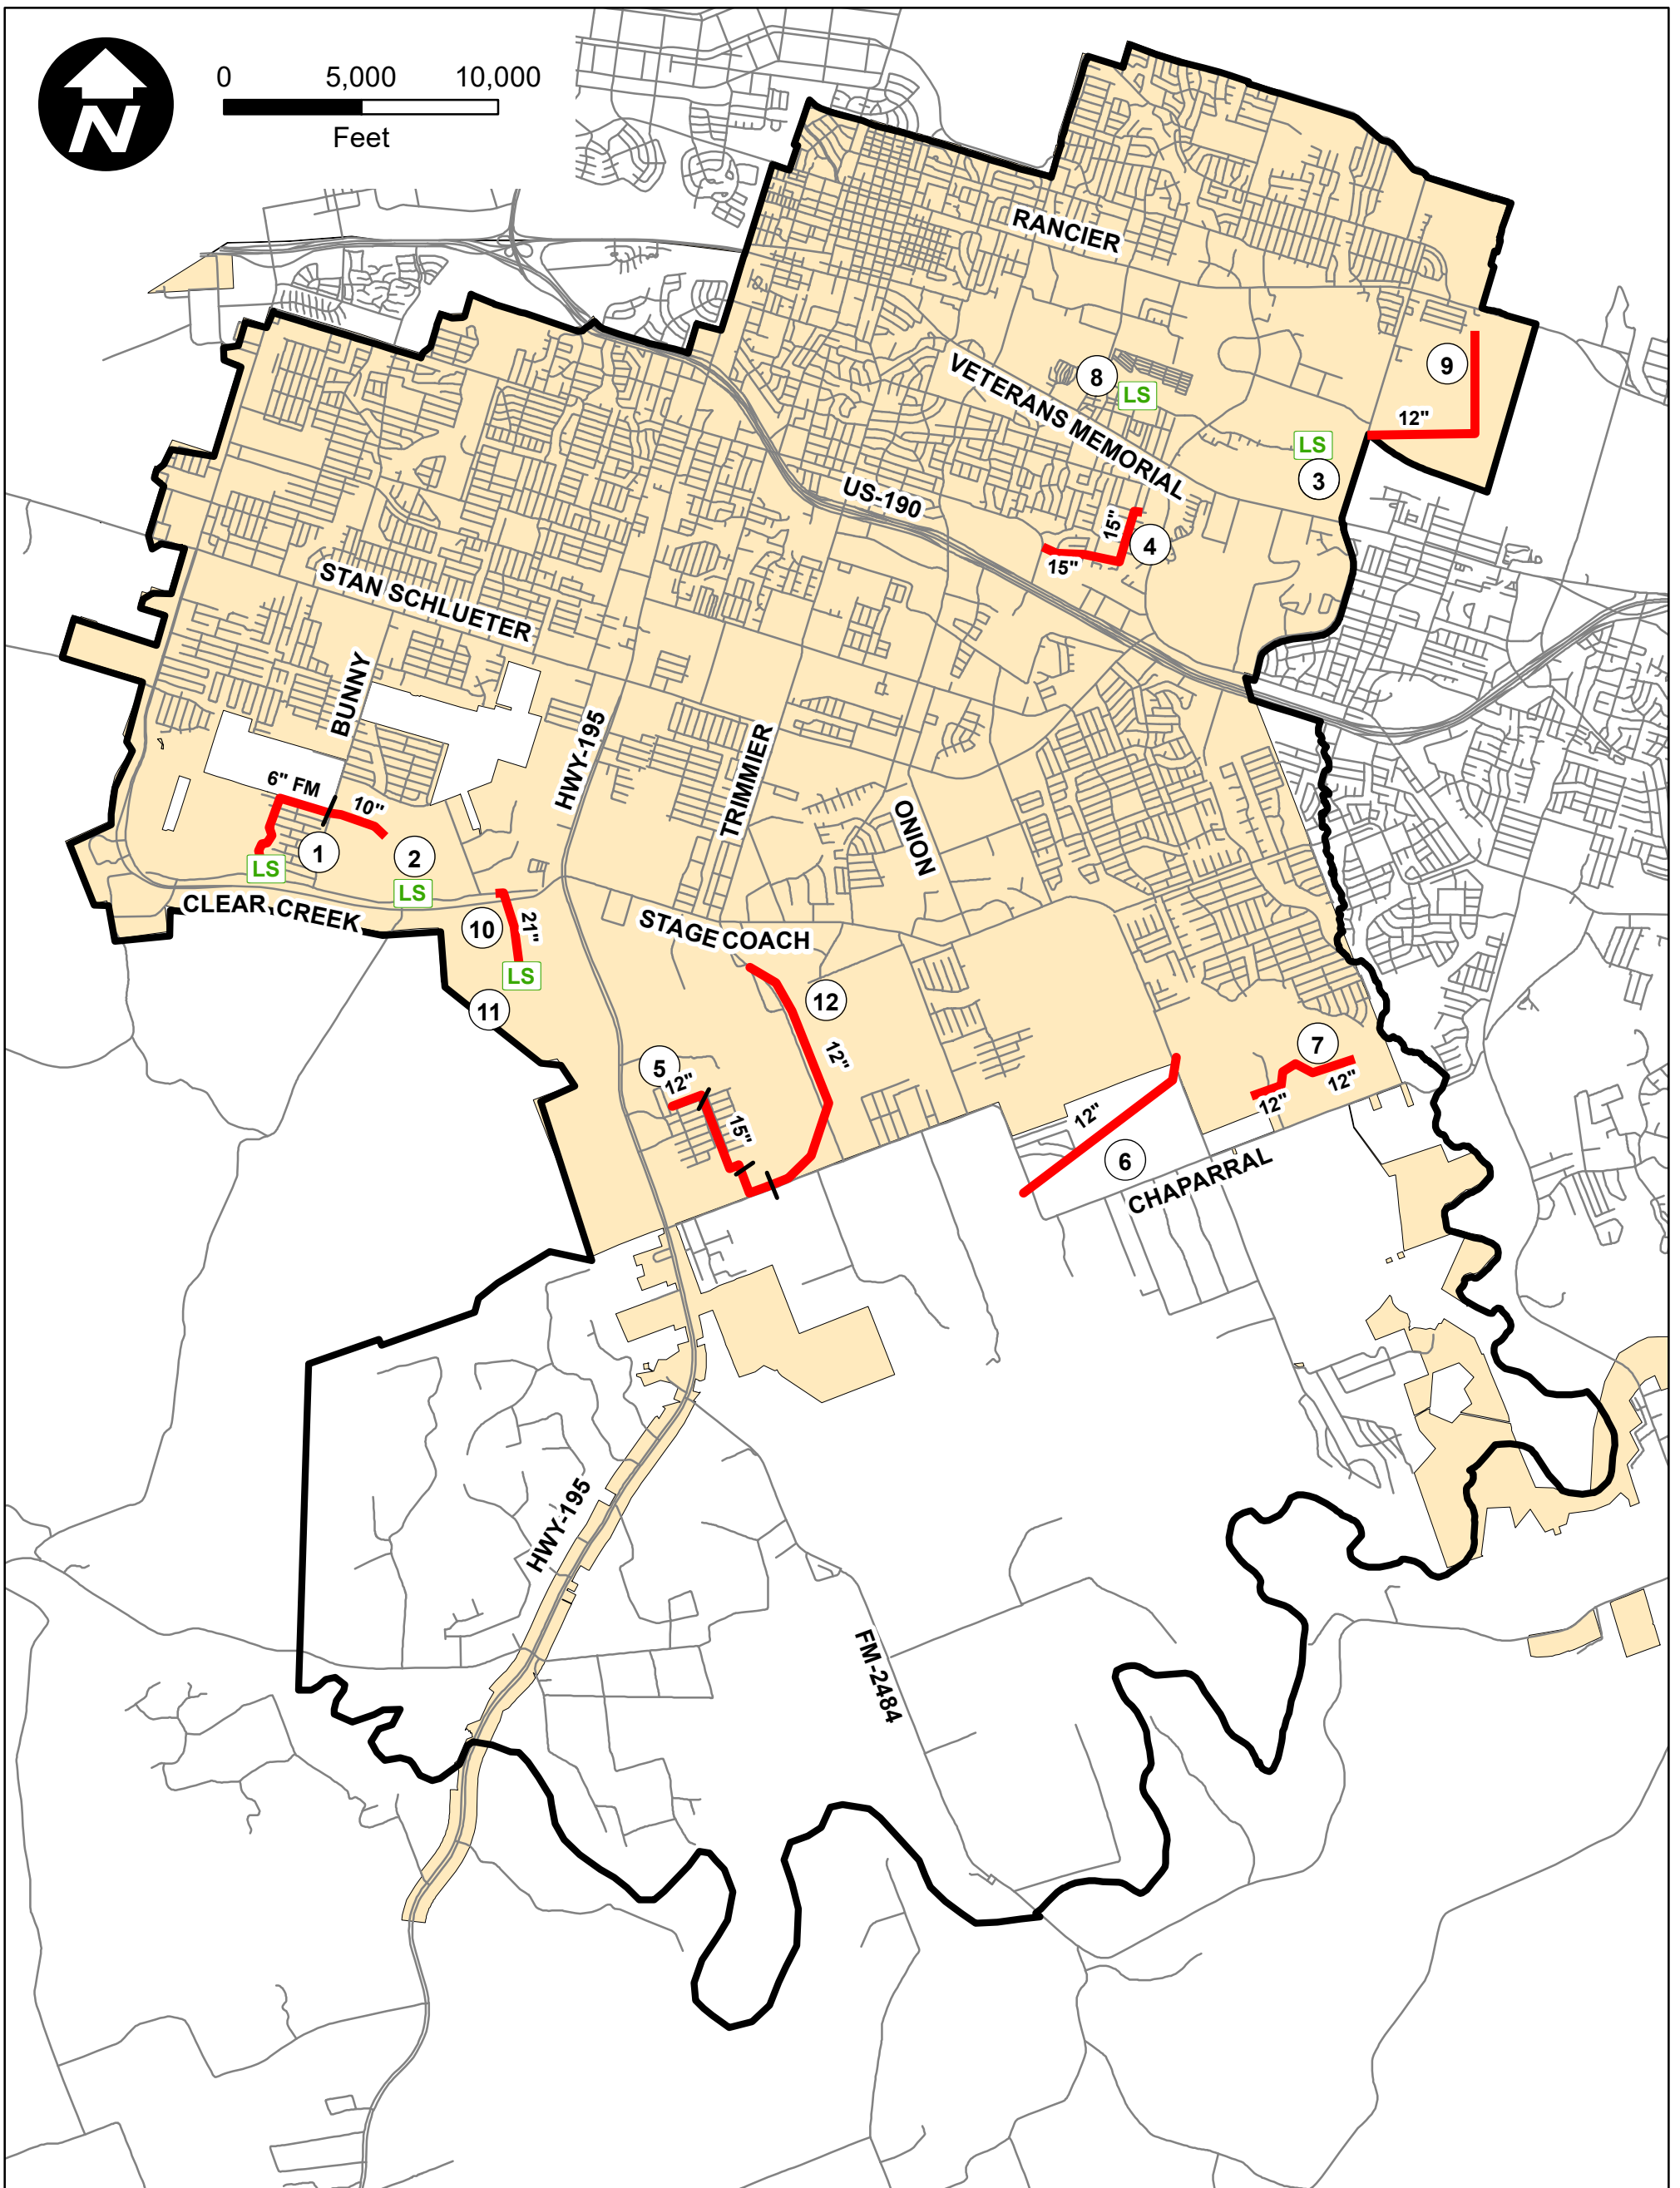 0 5,000 10,000
Feet
N
RANCIER
VETERANS MEMORIAL
8
LS
9
12"
LS
3
US-190
15"
4
15"
STAN SCHLUETER
BUNNY
HWY-195
TRIMMIER
ONION
6" FM
10"
1
2
LS
LS
CLEAR CREEK
10
21"
LS
11
STAGE COACH
12
12"
5
12"
15"
7
12"
12"
12"
6
CHAPARRAL
HWY-195
FM-2484